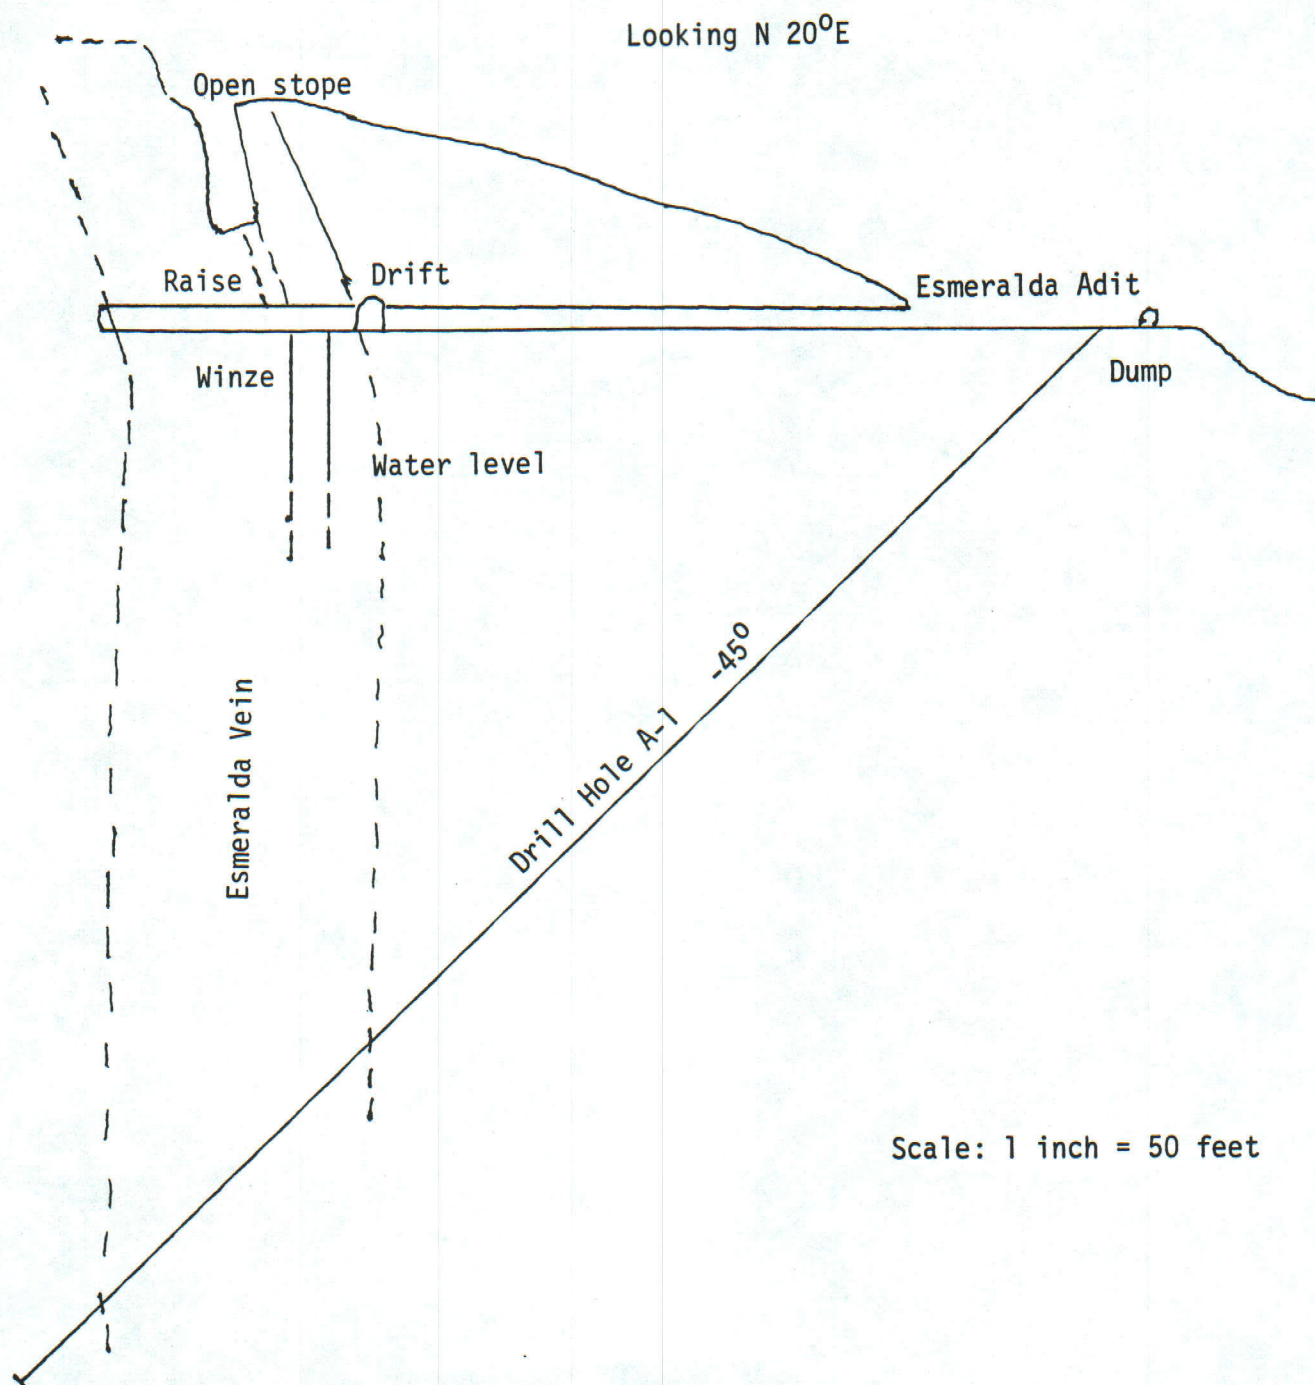 Looking N 20°E
Open stope
Raise
Drift
Esmeralda Adit
Winze
Dump
Water level
-45°
Esmeralda Vein
Drill Hole A-1
Scale: 1 inch = 50 feet